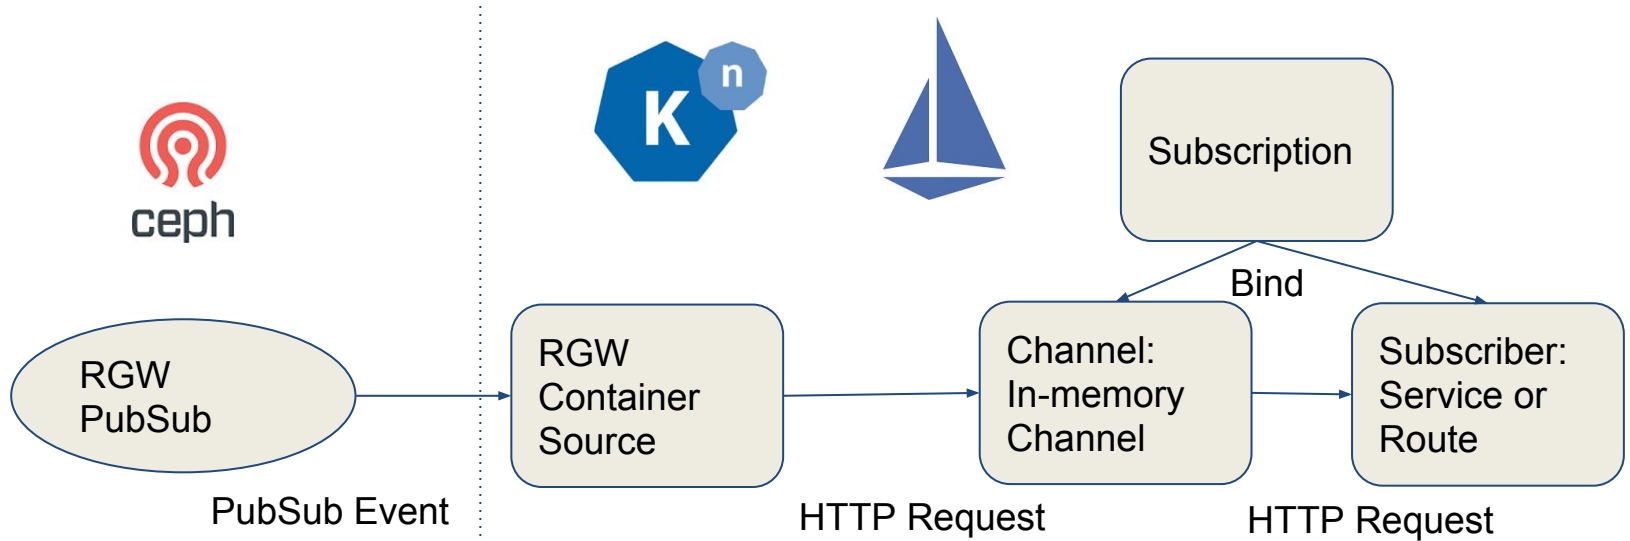 ceph
K
n
Subscription
Bind
RGW
PubSub
RGW
Container
Source
Channel:
In-memory
Channel
Subscriber:
Service or
Route
PubSub Event
HTTP Request
HTTP Request